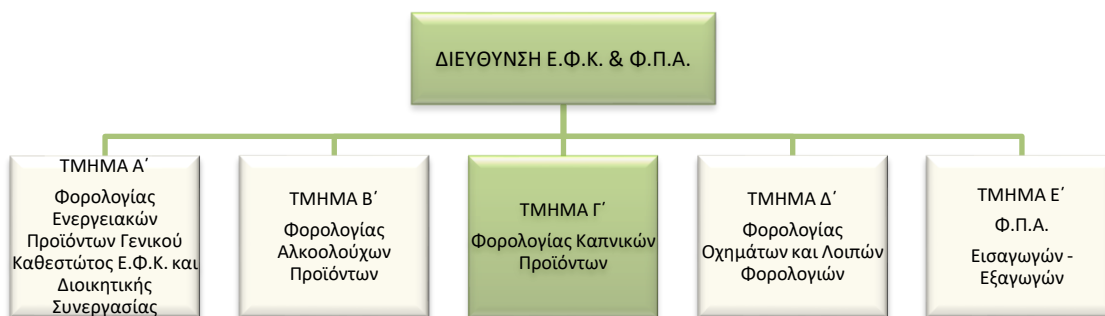 ΔΙΕΥΘΥΝΣΗ Ε.Φ.Κ. & Φ.Π.Α.
ΤΜΗΜΑ Α΄
Φορολογίας
Ενεργειακών
Προϊόντων Γενικού
Καθεστώτος Ε.Φ.Κ. και
Διοικητικής
Συνεργασίας
ΤΜΗΜΑ Β΄
Φορολογίας
Αλκοολούχων
Προϊόντων
ΤΜΗΜΑ Γ΄
Φορολογίας Καπνικών
Προϊόντων
ΤΜΗΜΑ Δ΄
Φορολογίας
Οχημάτων και Λοιπών
Φορολογιών
ΤΜΗΜΑ Ε΄
Φ.Π.Α.
Εισαγωγών -
Εξαγωγών